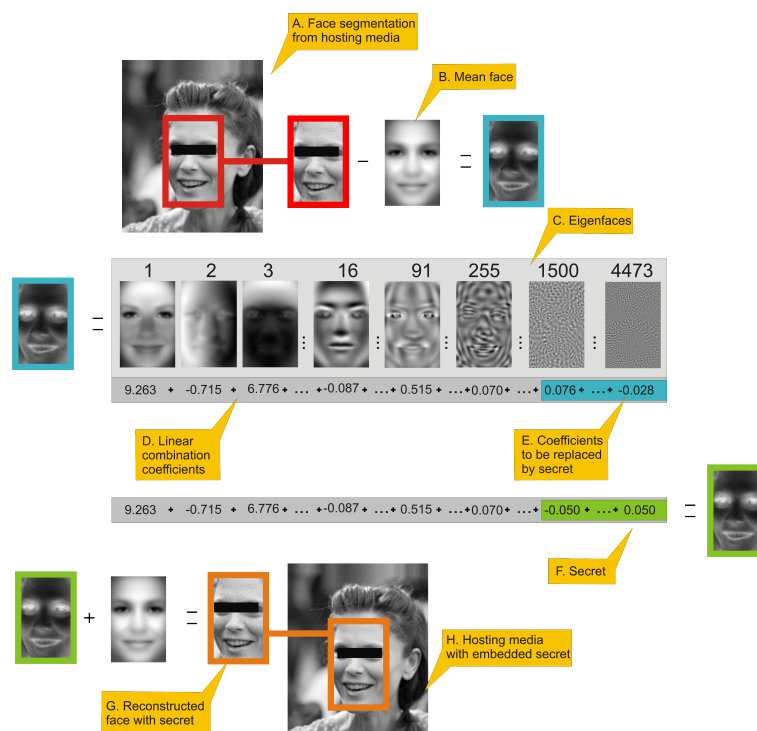 A. Face segmentation
from hosting media
B. Mean face
–
=
C. Eigenfaces
1 2 3 16 91 255 1500 4473
=
⋮ ⋮ ⋮ ⋮ ⋮
9.263 + -0.715 + 6.776 + ... + -0.087 + ... + 0.515 + ... + 0.070 + ... + 0.076 + ... + -0.028
D. Linear
combination
coefficients
E. Coefficients
to be replaced
by secret
9.263 + -0.715 + 6.776 + ... + -0.087 + ... + 0.515 + ... + 0.070 + ... + -0.050 + ... + 0.050 =
F. Secret
+ =
H. Hosting media
with embedded secret
G. Reconstructed
face with secret